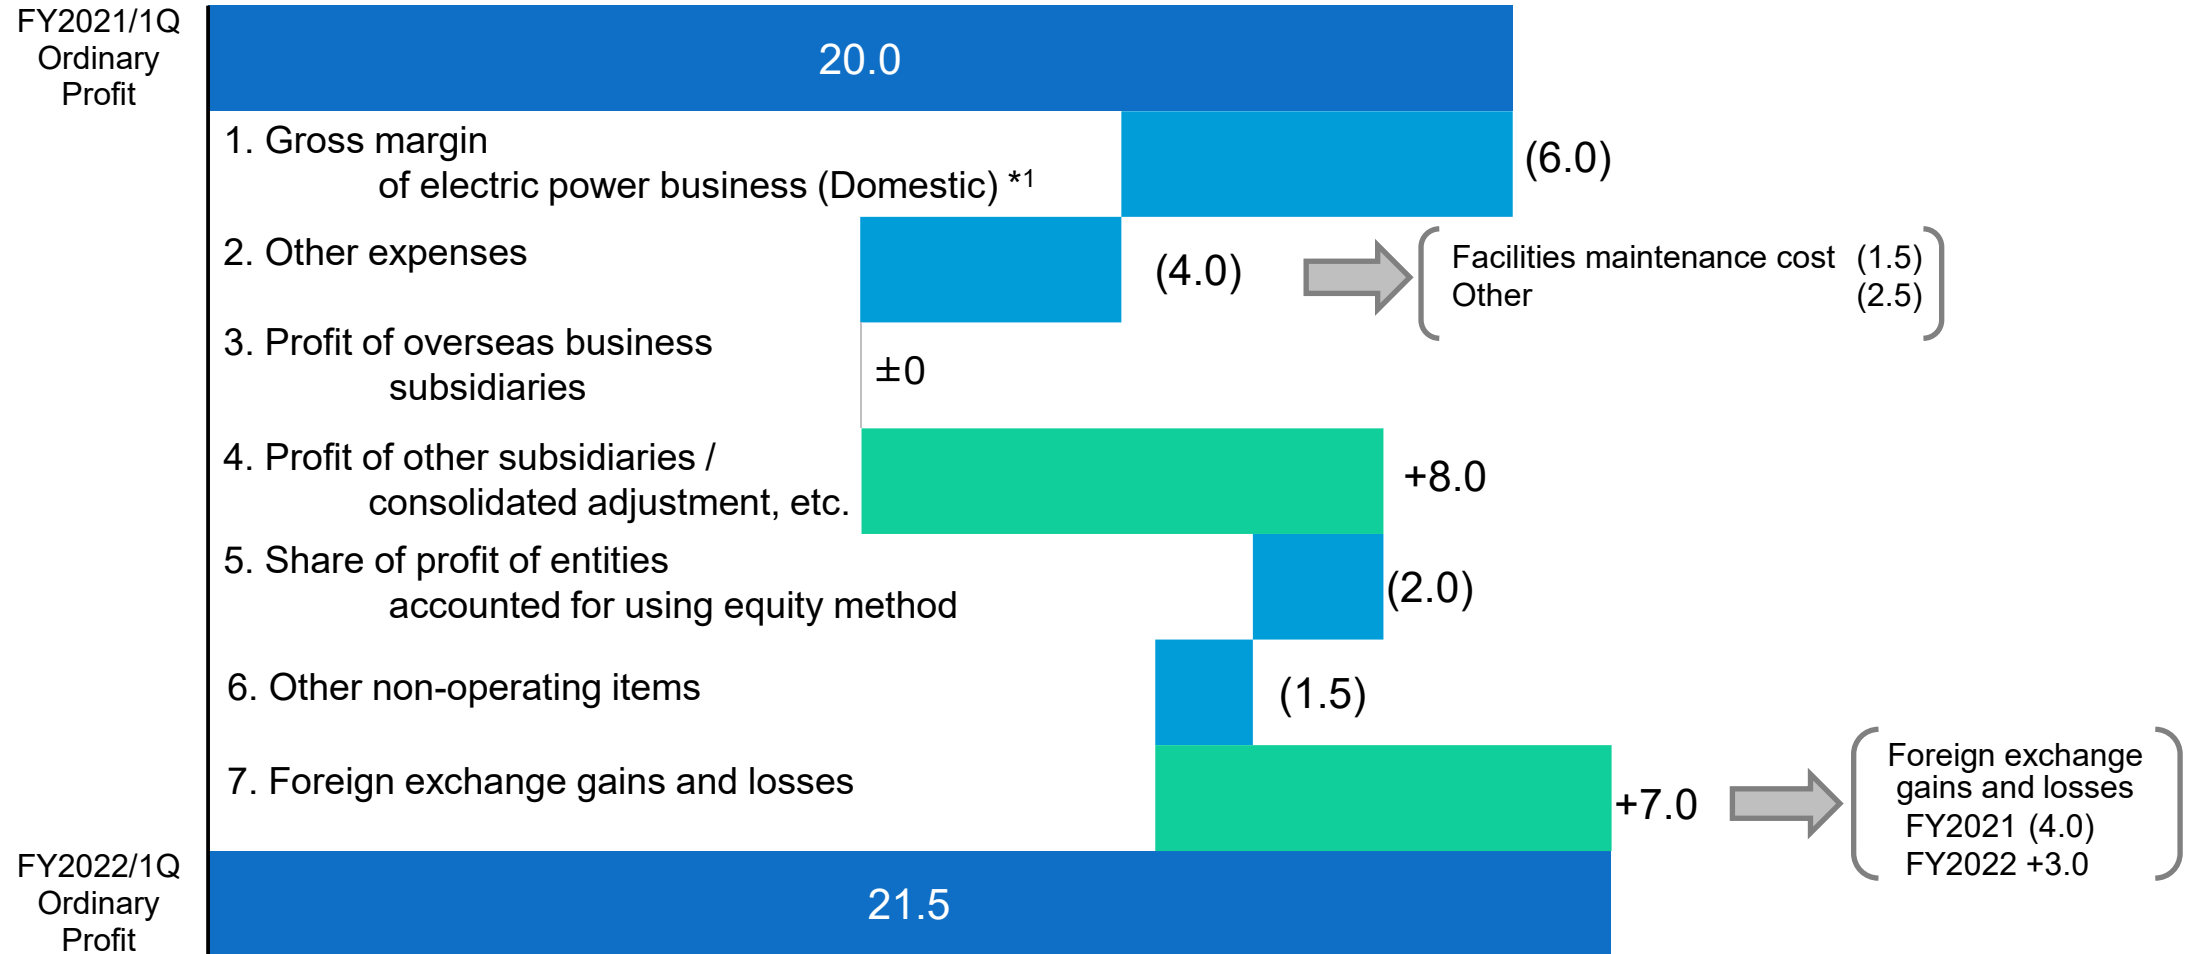 FY2021/1Q
Ordinary
Profit
20.0
1. Gross margin
of electric power business (Domestic) *1
(6.0)
2. Other expenses
(4.0)
Facilities maintenance cost (1.5)
Other (2.5)
3. Profit of overseas business
subsidiaries
±0
4. Profit of other subsidiaries /
consolidated adjustment, etc.
+8.0
5. Share of profit of entities
accounted for using equity method
(2.0)
6. Other non-operating items
(1.5)
7. Foreign exchange gains and losses
+7.0
Foreign exchange
gains and losses
FY2021 (4.0)
FY2022 +3.0
FY2022/1Q
Ordinary
Profit
21.5